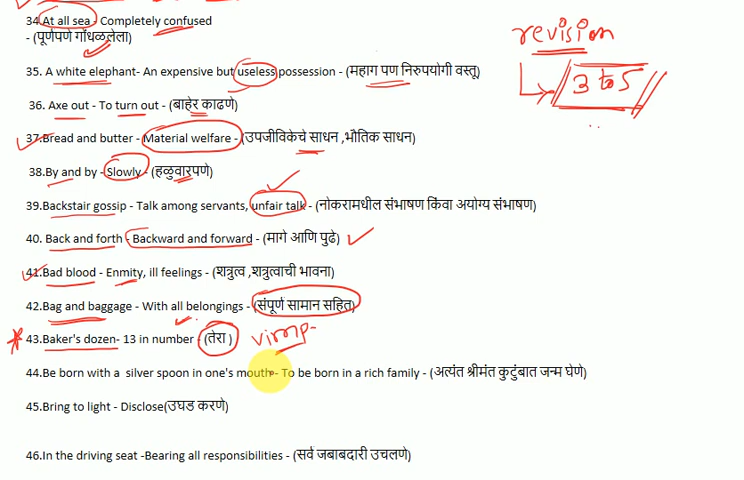 34.At all sea - Completely confused
- (पूर्णपणे गोंधळलेला)
revision
3 to 5
35. A white elephant- An expensive but useless possession - (महाग पण निरुपयोगी वस्तू)
36. Axe out - To turn out - (बाहेर काढणे)
37.Bread and butter - Material welfare - (उपजीविकेचे साधन ,भौतिक साधन)
38.By and by - Slowly - (हळुवारपणे)
39.Backstair gossip - Talk among servants, unfair talk - (नोकरामधील संभाषण किंवा अयोग्य संभाषण)
40. Back and forth - Backward and forward - (मागे आणि पुढे)
41.Bad blood - Enmity, ill feelings - (शत्रुत्व ,शत्रुत्वाची भावना)
42.Bag and baggage - With all belongings - (संपूर्ण सामान सहित)
43.Baker's dozen- 13 in number - (तेरा ) vimp-
44.Be born with a silver spoon in one's mouth- To be born in a rich family - (अत्यंत श्रीमंत कुटुंबात जन्म घेणे)
45.Bring to light - Disclose(उघड करणे)
46.In the driving seat -Bearing all responsibilities - (सर्व जबाबदारी उचलणे)